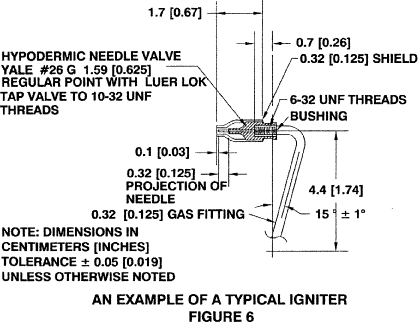 1.7 [0.67]
0.7 [0.26]
HYPODERMIC NEEDLE VALVE
YALE #26 G 1.59 [0.625]
REGULAR POINT WITH LUER LOK
TAP VALVE TO 10-32 UNF
THREADS
0.32 [0.125] SHIELD
6-32 UNF THREADS
BUSHING
0.1 [0.03]
0.32 [0.125]
PROJECTION OF
NEEDLE
4.4 [1.74]
0.32 [0.125] GAS FITTING
15° ± 1°
NOTE: DIMENSIONS IN
CENTIMETERS [INCHES]
TOLERANCE ± 0.05 [0.019]
UNLESS OTHERWISE NOTED
AN EXAMPLE OF A TYPICAL IGNITER
FIGURE 6